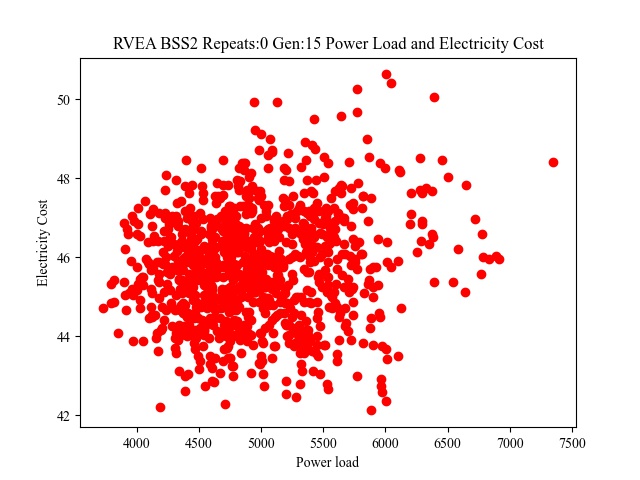 RVEA BSS2 Repeats:0 Gen:15 Power Load and Electricity Cost
Electricity Cost
50
48
46
44
42
4000 4500 5000 5500 6000 6500 7000 7500
Power load